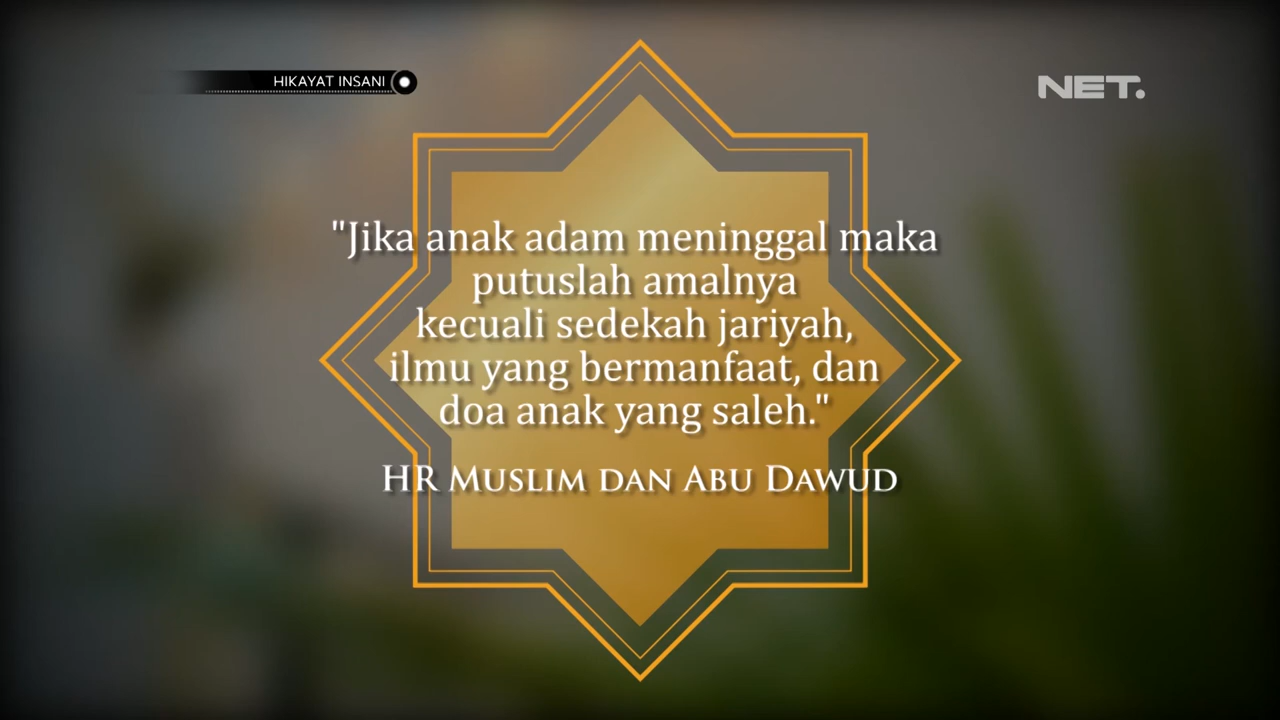 HIKAYAT INSANI
NET.
"Jika anak adam meninggal maka
putuslah amalnya
kecuali sedekah jariyah,
ilmu yang bermanfaat, dan
doa anak yang saleh."
HR MUSLIM DAN ABU DAWUD